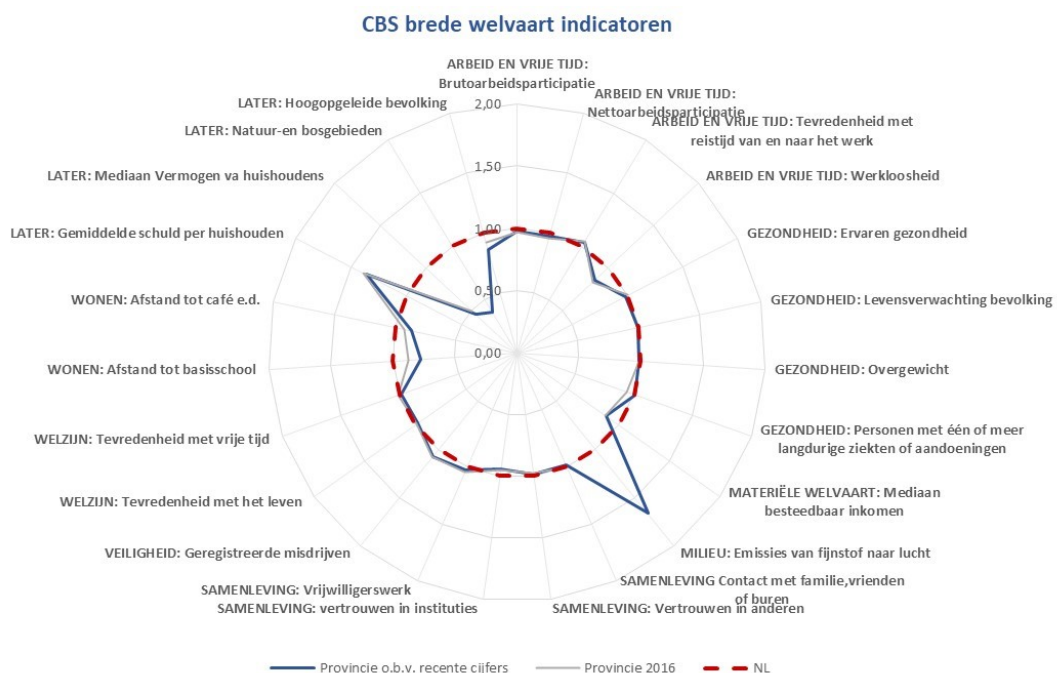 CBS brede welvaart indicatoren
ARBEID EN VRIJE TIJD:
Brutoarbeidsparticipatie
ARBEID EN VRIJE TIJD:
Nettoarbeidsparticipatie
ARBEID EN VRIJE TIJD: Tevredenheid met
reistijd van en naar het werk
ARBEID EN VRIJE TIJD: Werkloosheid
GEZONDHEID: Ervaren gezondheid
GEZONDHEID: Levensverwachting bevolking
GEZONDHEID: Overgewicht
GEZONDHEID: Personen met één of meer
langdurige ziekten of aandoeningen
MATERIËLE WELVAART: Mediaan
besteedbaar inkomen
MILIEU: Emissies van fijnstof naar lucht
SAMENLEVING Contact met familie,vrienden
of buren
SAMENLEVING: Vertrouwen in anderen
SAMENLEVING: vertrouwen in instituties
SAMENLEVING: Vrijwilligerswerk
VEILIGHEID: Geregistreerde misdrijven
WELZIJN: Tevredenheid met het leven
WELZIJN: Tevredenheid met vrije tijd
WONEN: Afstand tot basisschool
WONEN: Afstand tot café e.d.
LATER: Gemiddelde schuld per huishouden
LATER: Mediaan Vermogen va huishoudens
LATER: Natuur-en bosgebieden
LATER: Hoogopgeleide bevolking
2,00
1,50
1,00
0,50
0,00
Provincie o.b.v. recente cijfers
Provincie 2016
NL